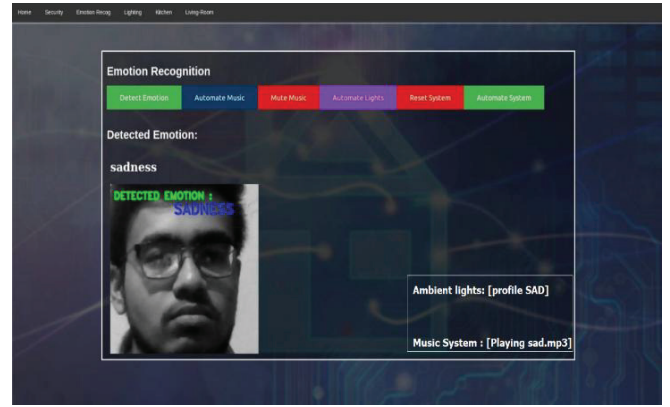 Home Security Emotion Recog Lighting Kitchen Living-Room
Emotion Recognition
Detect Emotion Automate Music Mute Music Automate Lights Reset System Automate System
Detected Emotion:
sadness
DETECTED EMOTION :
SADNESS
Ambient lights: [profile SAD]
Music System : [Playing sad.mp3]